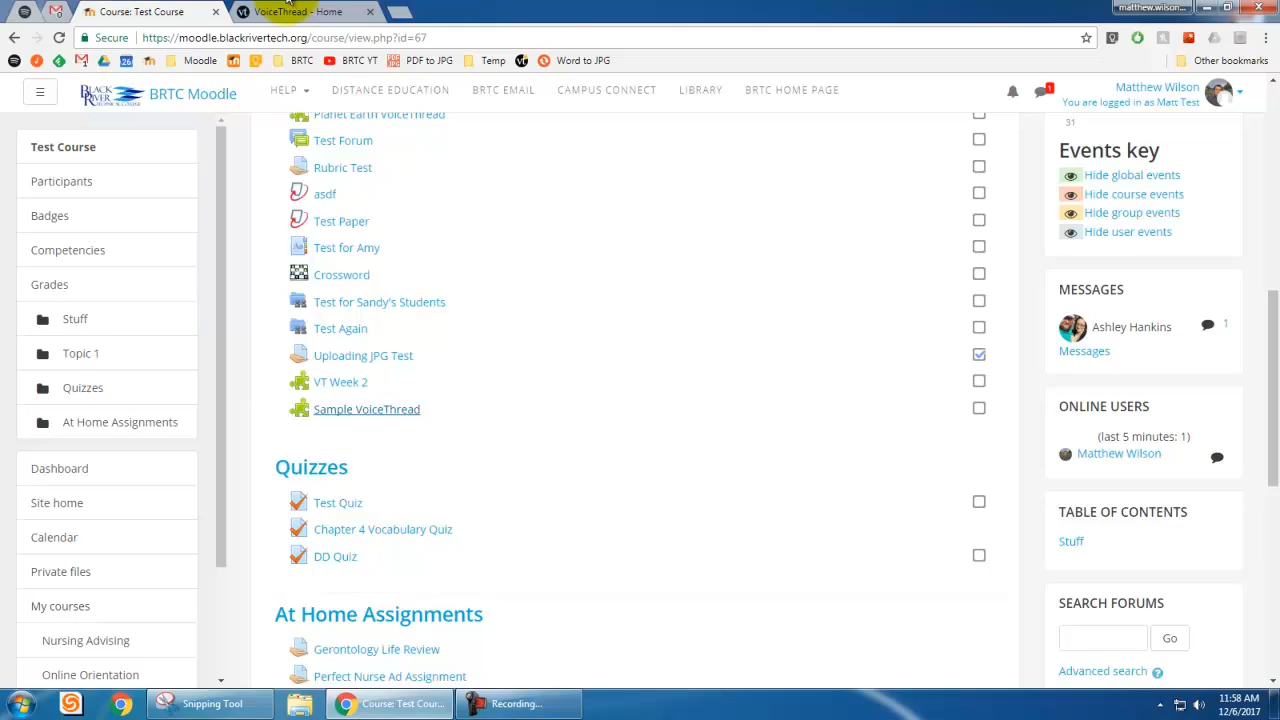 Course: Test Course
VoiceThread - Home
matthew.wilson...
Secure
https://moodle.blackrivertech.org/course/view.php?id=67
Moodle
BRTC
BRTC YT
PDF to JPG
Temp
Word to JPG
Other bookmarks
BRTC Moodle
HELP
DISTANCE EDUCATION
BRTC EMAIL
CAMPUS CONNECT
LIBRARY
BRTC HOME PAGE
Matthew Wilson
You are logged in as Matt Test
Test Course
Participants
Badges
Competencies
Grades
Stuff
Topic 1
Quizzes
At Home Assignments
Dashboard
Site home
Calendar
Private files
My courses
Nursing Advising
Online Orientation
Planet Earth VoiceThread
Test Forum
Rubric Test
asdf
Test Paper
Test for Amy
Crossword
Test for Sandy's Students
Test Again
Uploading JPG Test
VT Week 2
Sample VoiceThread
Quizzes
Test Quiz
Chapter 4 Vocabulary Quiz
DD Quiz
At Home Assignments
Gerontology Life Review
Perfect Nurse Ad Assignment
31
Events key
Hide global events
Hide course events
Hide group events
Hide user events
MESSAGES
Ashley Hankins
1
Messages
ONLINE USERS
(last 5 minutes: 1)
Matthew Wilson
TABLE OF CONTENTS
Stuff
SEARCH FORUMS
Go
Advanced search
Snipping Tool
Course: Test Cour...
Recording...
11:58 AM
12/6/2017